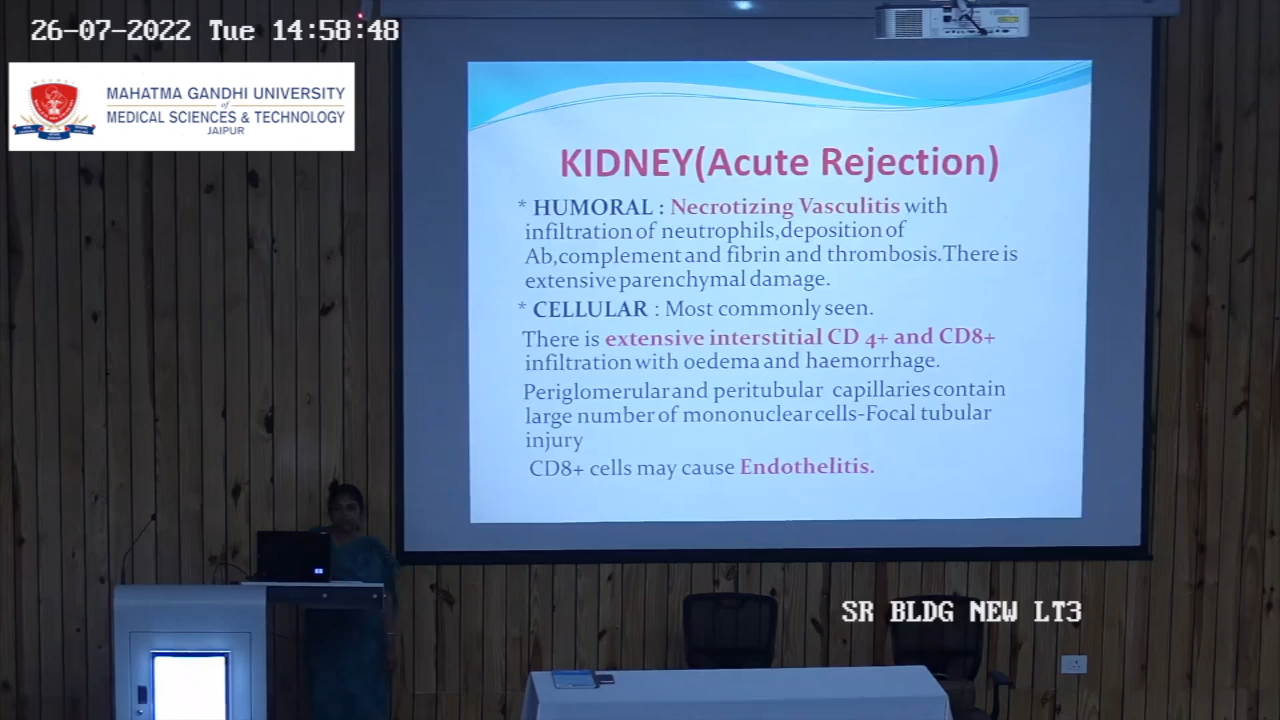 26-07-2022 Tue 14:58:48
MAHATMA GANDHI UNIVERSITY
of
MEDICAL SCIENCES & TECHNOLOGY
JAIPUR
KIDNEY(Acute Rejection)
* HUMORAL : Necrotizing Vasculitis with
infiltration of neutrophils,deposition of
Ab,complement and fibrin and thrombosis.There is
extensive parenchymal damage.
* CELLULAR : Most commonly seen.
There is extensive interstitial CD 4+ and CD8+
infiltration with oedema and haemorrhage.
Periglomerular and peritubular capillaries contain
large number of mononuclear cells-Focal tubular
injury
CD8+ cells may cause Endothelitis.
SR BLDG NEW LT3